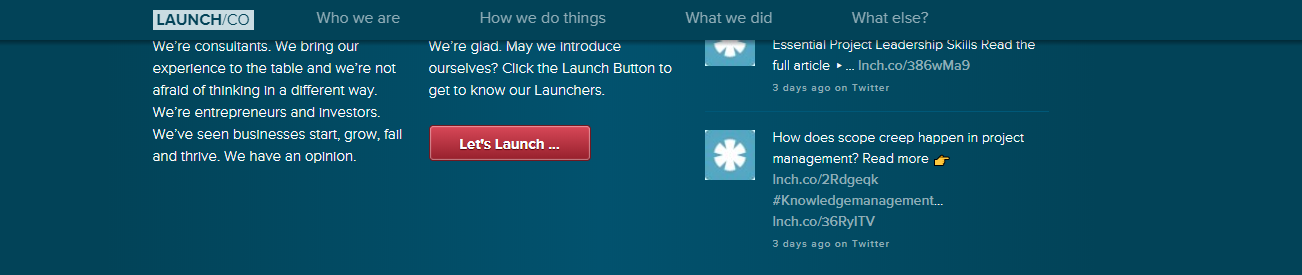 LAUNCH/CO Who we are How we do things What we did What else?
We're consultants. We bring our
experience to the table and we're not
afraid of thinking in a different way.
We're entrepreneurs and investors.
We've seen businesses start, grow, fail
and thrive. We have an opinion.
We're glad. May we introduce
ourselves? Click the Launch Button to
get to know our Launchers.
Let's Launch ...
Essential Project Leadership Skills Read the
full article ‣ ... lnch.co/386wMa9
3 days ago on Twitter
How does scope creep happen in project
management? Read more 👉
lnch.co/2Rdgeqk
#Knowledgemanagement...
lnch.co/36RyITV
3 days ago on Twitter